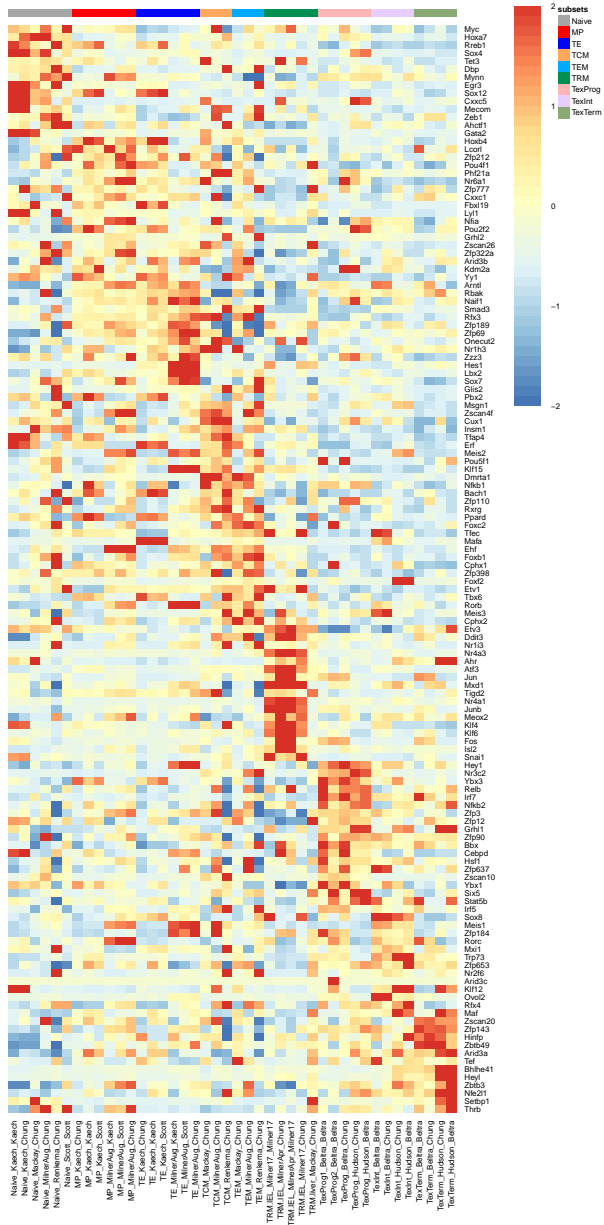 subsets
Naive
MP
TE
TCM
TEM
TRM
TexProg
TexInt
TexTerm
2
1
0
−1
−2
Myc
Hoxa7
Rreb1
Sox4
Tet3
Dbp
Mynn
Egr3
Sox12
Cxxc5
Mecom
Zeb1
Ahctf1
Gata2
Hoxb4
Lcorl
Zfp212
Pou4f1
Phf21a
Nr6a1
Zfp777
Cxxc1
Fbxl19
Lyl1
Nfia
Pou2f2
Grhl2
Zscan26
Zfp322a
Arid3b
Kdm2a
Yy1
Arntl
Rbak
Naif1
Smad3
Rfx3
Zfp189
Zfp69
Onecut2
Nr1h3
Zzz3
Hes1
Lbx2
Sox7
Glis2
Pbx2
Msgn1
Zscan4f
Cux1
Insm1
Tfap4
Erf
Meis2
Pou5f1
Klf15
Dmrta1
Nfkb1
Bach1
Zfp110
Rxrg
Ppard
Foxc2
Tfec
Mafa
Ehf
Foxb1
Cphx1
Zfp398
Foxf2
Etv1
Tbx6
Rorb
Meis3
Cphx2
Etv3
Ddit3
Nr1i3
Nr4a3
Ahr
Atf3
Jun
Mxd1
Tigd2
Nr4a1
Junb
Meox2
Klf4
Klf6
Fos
Isl2
Snai1
Hey1
Nr3c2
Ybx3
Relb
Irf7
Nfkb2
Zfp3
Zfp12
Grhl1
Zfp90
Bbx
Cebpd
Hsf1
Zfp637
Zscan10
Ybx1
Six5
Stat5b
Irf5
Sox8
Meis1
Zfp184
Rorc
Mxi1
Trp73
Zfp653
Nr2f6
Arid3c
Klf12
Ovol2
Rfx4
Maf
Zscan20
Zfp143
Hinfp
Zbtb49
Arid3a
Tef
Bhlhe41
Heyl
Zbtb3
Nfe2l1
Setbp1
Thrb
Naive_Kaech_Kaech
Naive_Kaech_Chung
Naive_Mackay_Chung
Naive_MilnerAug_Chung
Naive_Renkema_Chung
Naive_Scott_Scott
MP_Kaech_Chung
MP_Kaech_Kaech
MP_Kaech_Scott
MP_MilnerAug_Kaech
MP_MilnerAug_Scott
MP_MilnerAug_Chung
TE_Kaech_Chung
TE_Kaech_Kaech
TE_Kaech_Scott
TE_MilnerAug_Kaech
TE_MilnerAug_Scott
TE_MilnerAug_Chung
TCM_Mackay_Chung
TCM_MilnerAug_Chung
TCM_Renkema_Chung
TEM_Mackay_Chung
TEM_MilnerAug_Chung
TEM_Renkema_Chung
TRM.IEL_Milner17_Milner17
TRM.IEL_MilnerApr_Chung
TRM.IEL_MilnerApr_Milner17
TRM.IEL_Milner17_Chung
TRM.liver_Mackay_Chung
TexProg1_Beltra_Beltra
TexProg2_Beltra_Beltra
TexProg_Beltra_Chung
TexProg_Hudson_Chung
TexProg_Hudson_Beltra
TexInt_Beltra_Beltra
TexInt_Beltra_Chung
TexInt_Hudson_Chung
TexInt_Hudson_Beltra
TexTerm_Beltra_Beltra
TexTerm_Beltra_Chung
TexTerm_Hudson_Chung
TexTerm_Hudson_Beltra